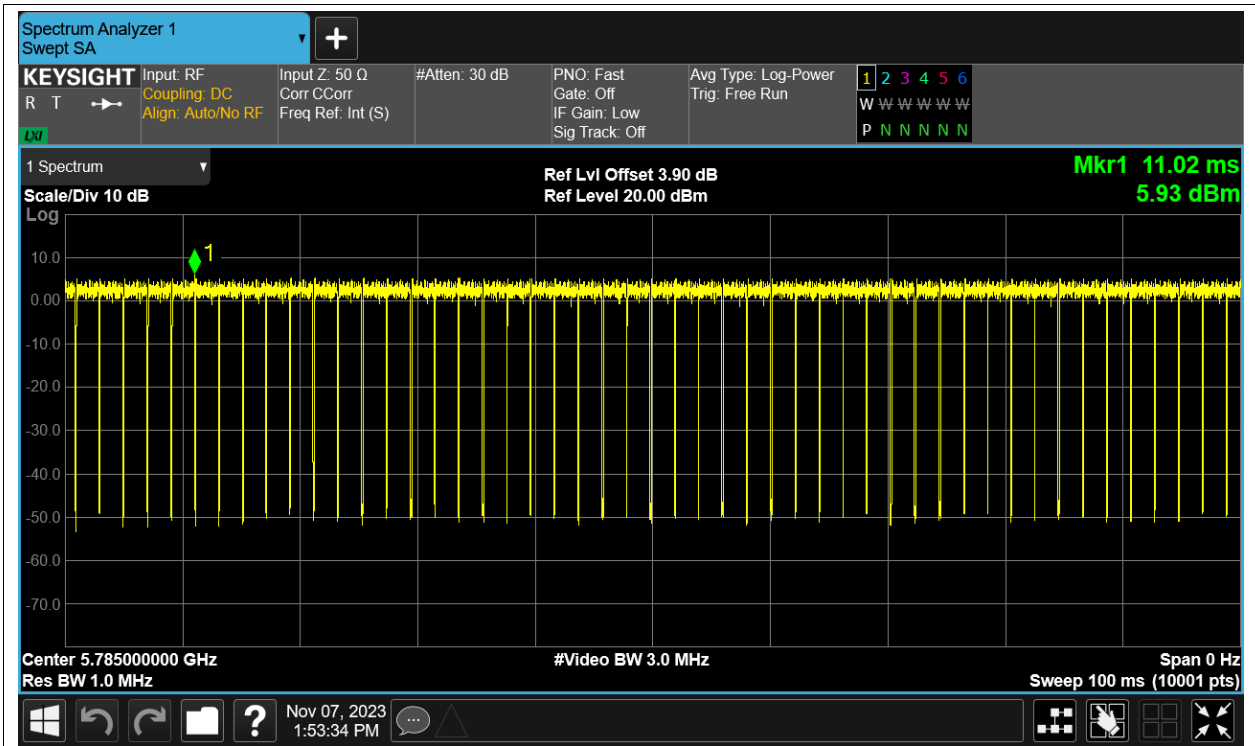 Spectrum Analyzer 1
Swept SA
KEYSIGHT
R T
LXI
Input: RF
Coupling: DC
Align: Auto/No RF
Input Z: 50 Ω
Corr CCorr
Freq Ref: Int (S)
#Atten: 30 dB
PNO: Fast
Gate: Off
IF Gain: Low
Sig Track: Off
Avg Type: Log-Power
Trig: Free Run
1 2 3 4 5 6
W W W W W W
P N N N N N
1 Spectrum
Scale/Div 10 dB
Log
Ref Lvl Offset 3.90 dB
Ref Level 20.00 dBm
Mkr1 11.02 ms
5.93 dBm
1
10.0
0.00
-10.0
-20.0
-30.0
-40.0
-50.0
-60.0
-70.0
Center 5.785000000 GHz
Res BW 1.0 MHz
#Video BW 3.0 MHz
Span 0 Hz
Sweep 100 ms (10001 pts)
?
Nov 07, 2023
1:53:34 PM